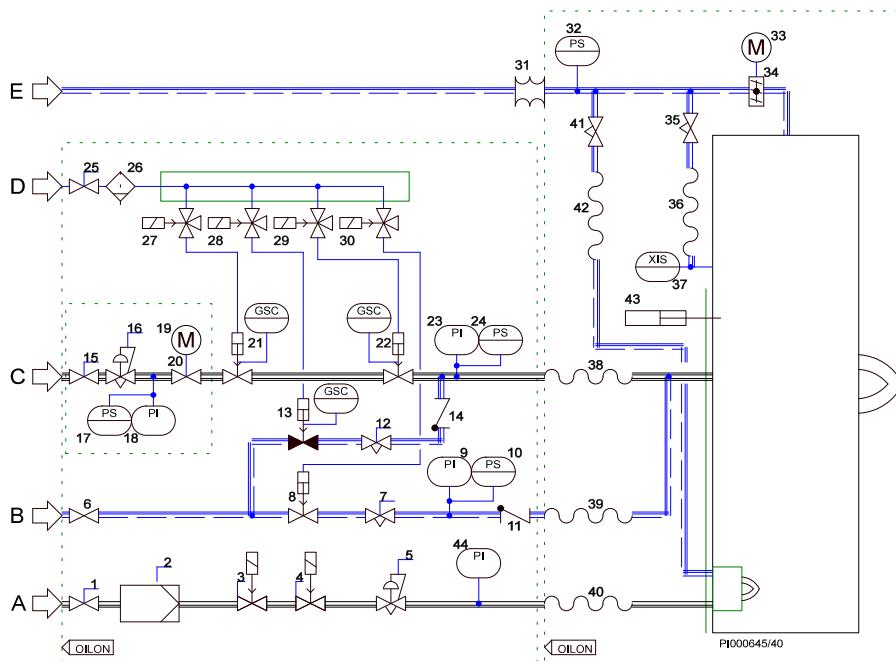 32
PS
M
33
31
34
E
41
35
25
26
D
42
36
27
28
29
30
XIS
37
GSC
GSC
43
19
M
23
24
16
21
22
PI
PS
15
20
C
38
PS
PI
17
18
GSC
13
12
14
9
10
PI
PS
6
8
7
B
39
11
44
2
5
PI
1
3
4
A
40
OILON
OILON
PI000645/40